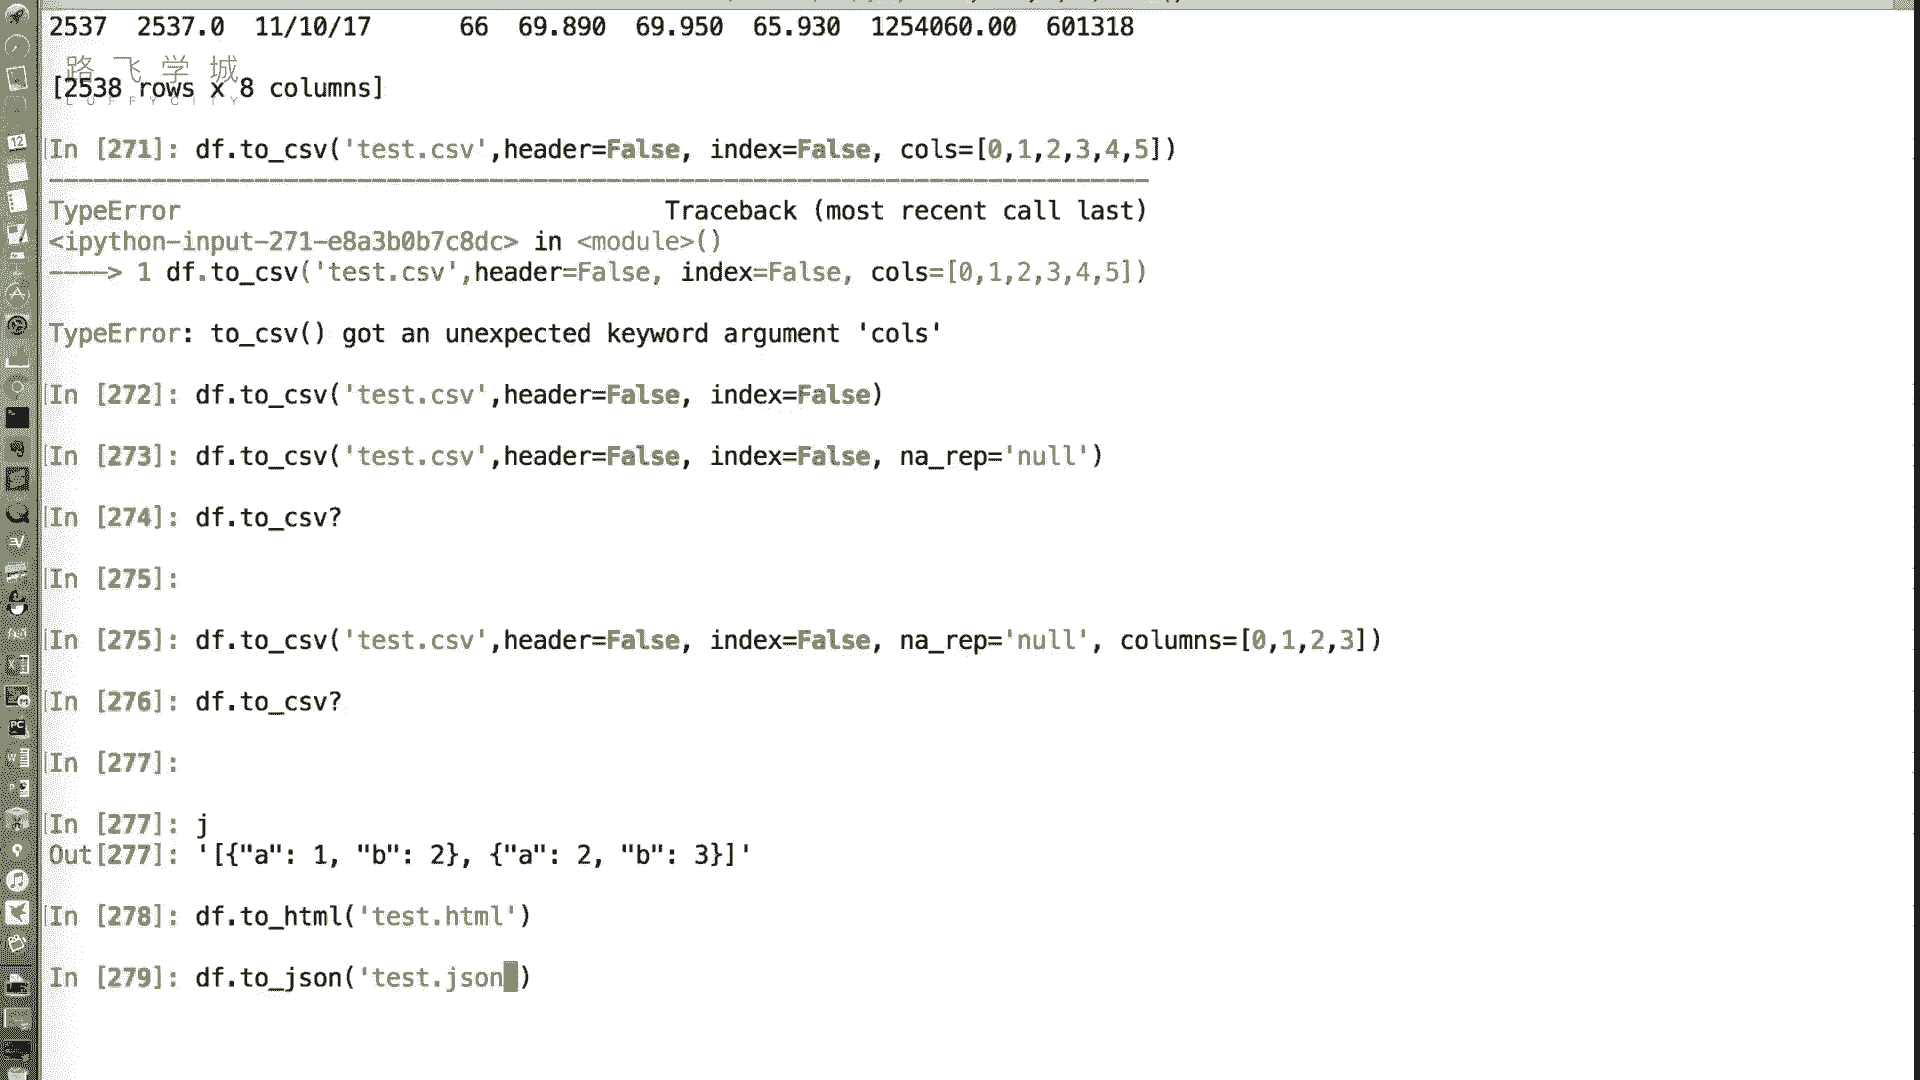 2537  2537.0  11/10/17      66  69.890  69.950  65.930  1254060.00  601318
路飞学城
[2538 rows x 8 columns]
LUFFYCITY
In [271]: df.to_csv('test.csv',header=False, index=False, cols=[0,1,2,3,4,5])
TypeError                                 Traceback (most recent call last)
<ipython-input-271-e8a3b0b7c8dc> in <module>()
----> 1 df.to_csv('test.csv',header=False, index=False, cols=[0,1,2,3,4,5])
TypeError: to_csv() got an unexpected keyword argument 'cols'
In [272]: df.to_csv('test.csv',header=False, index=False)
In [273]: df.to_csv('test.csv',header=False, index=False, na_rep='null')
In [274]: df.to_csv?
In [275]:
In [275]: df.to_csv('test.csv',header=False, index=False, na_rep='null', columns=[0,1,2,3])
In [276]: df.to_csv?
In [277]:
In [277]: j
Out[277]: '[{"a": 1, "b": 2}, {"a": 2, "b": 3}]'
In [278]: df.to_html('test.html')
In [279]: df.to_json('test.json')